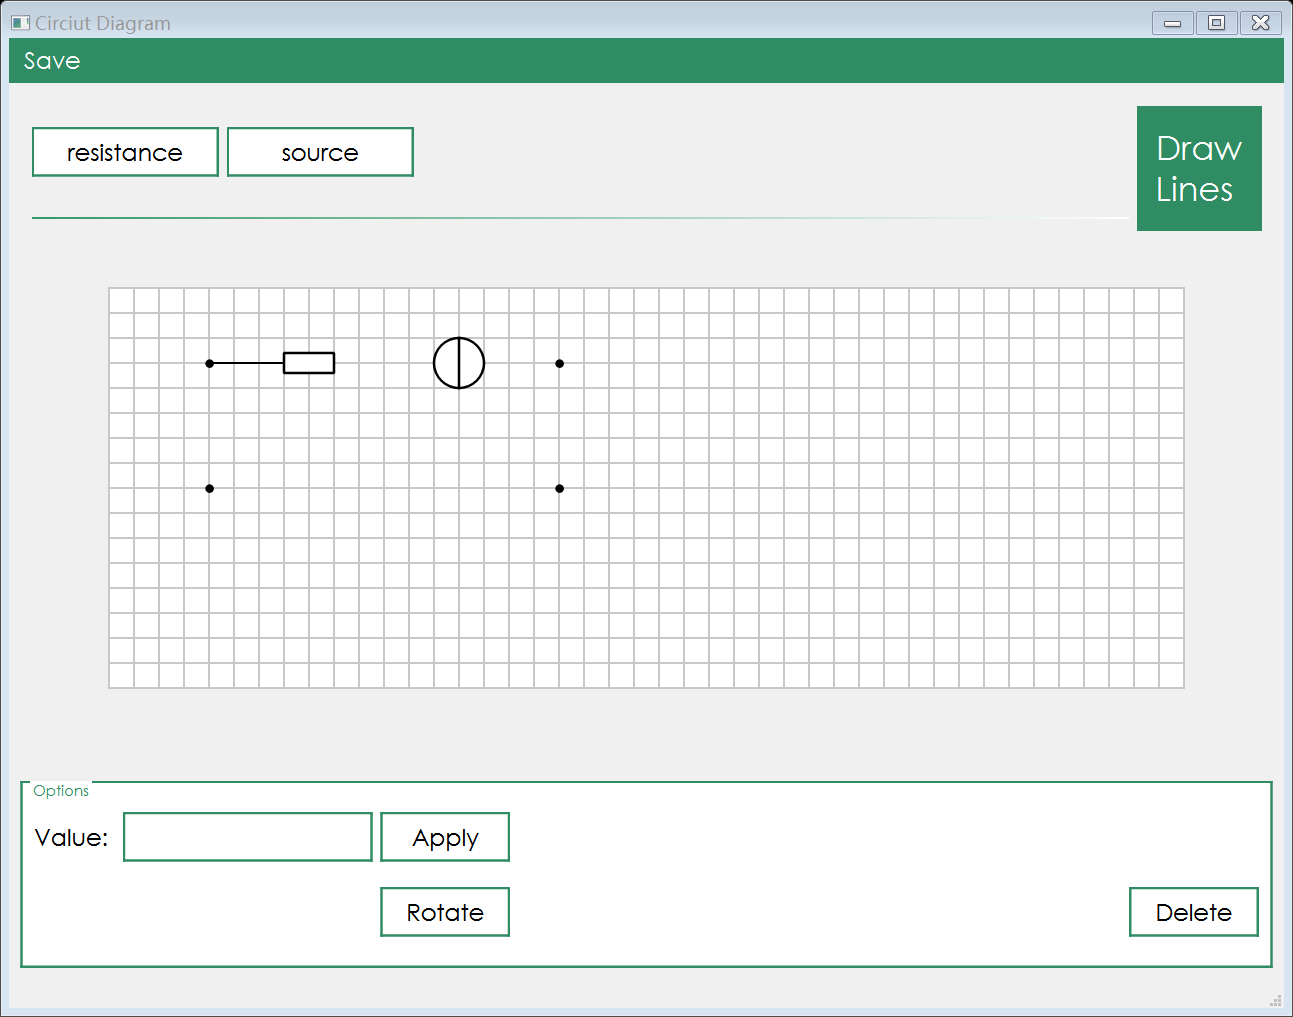 Circiut Diagram
Save
resistance
source
Draw
Lines
Options
Value:
Apply
Rotate
Delete